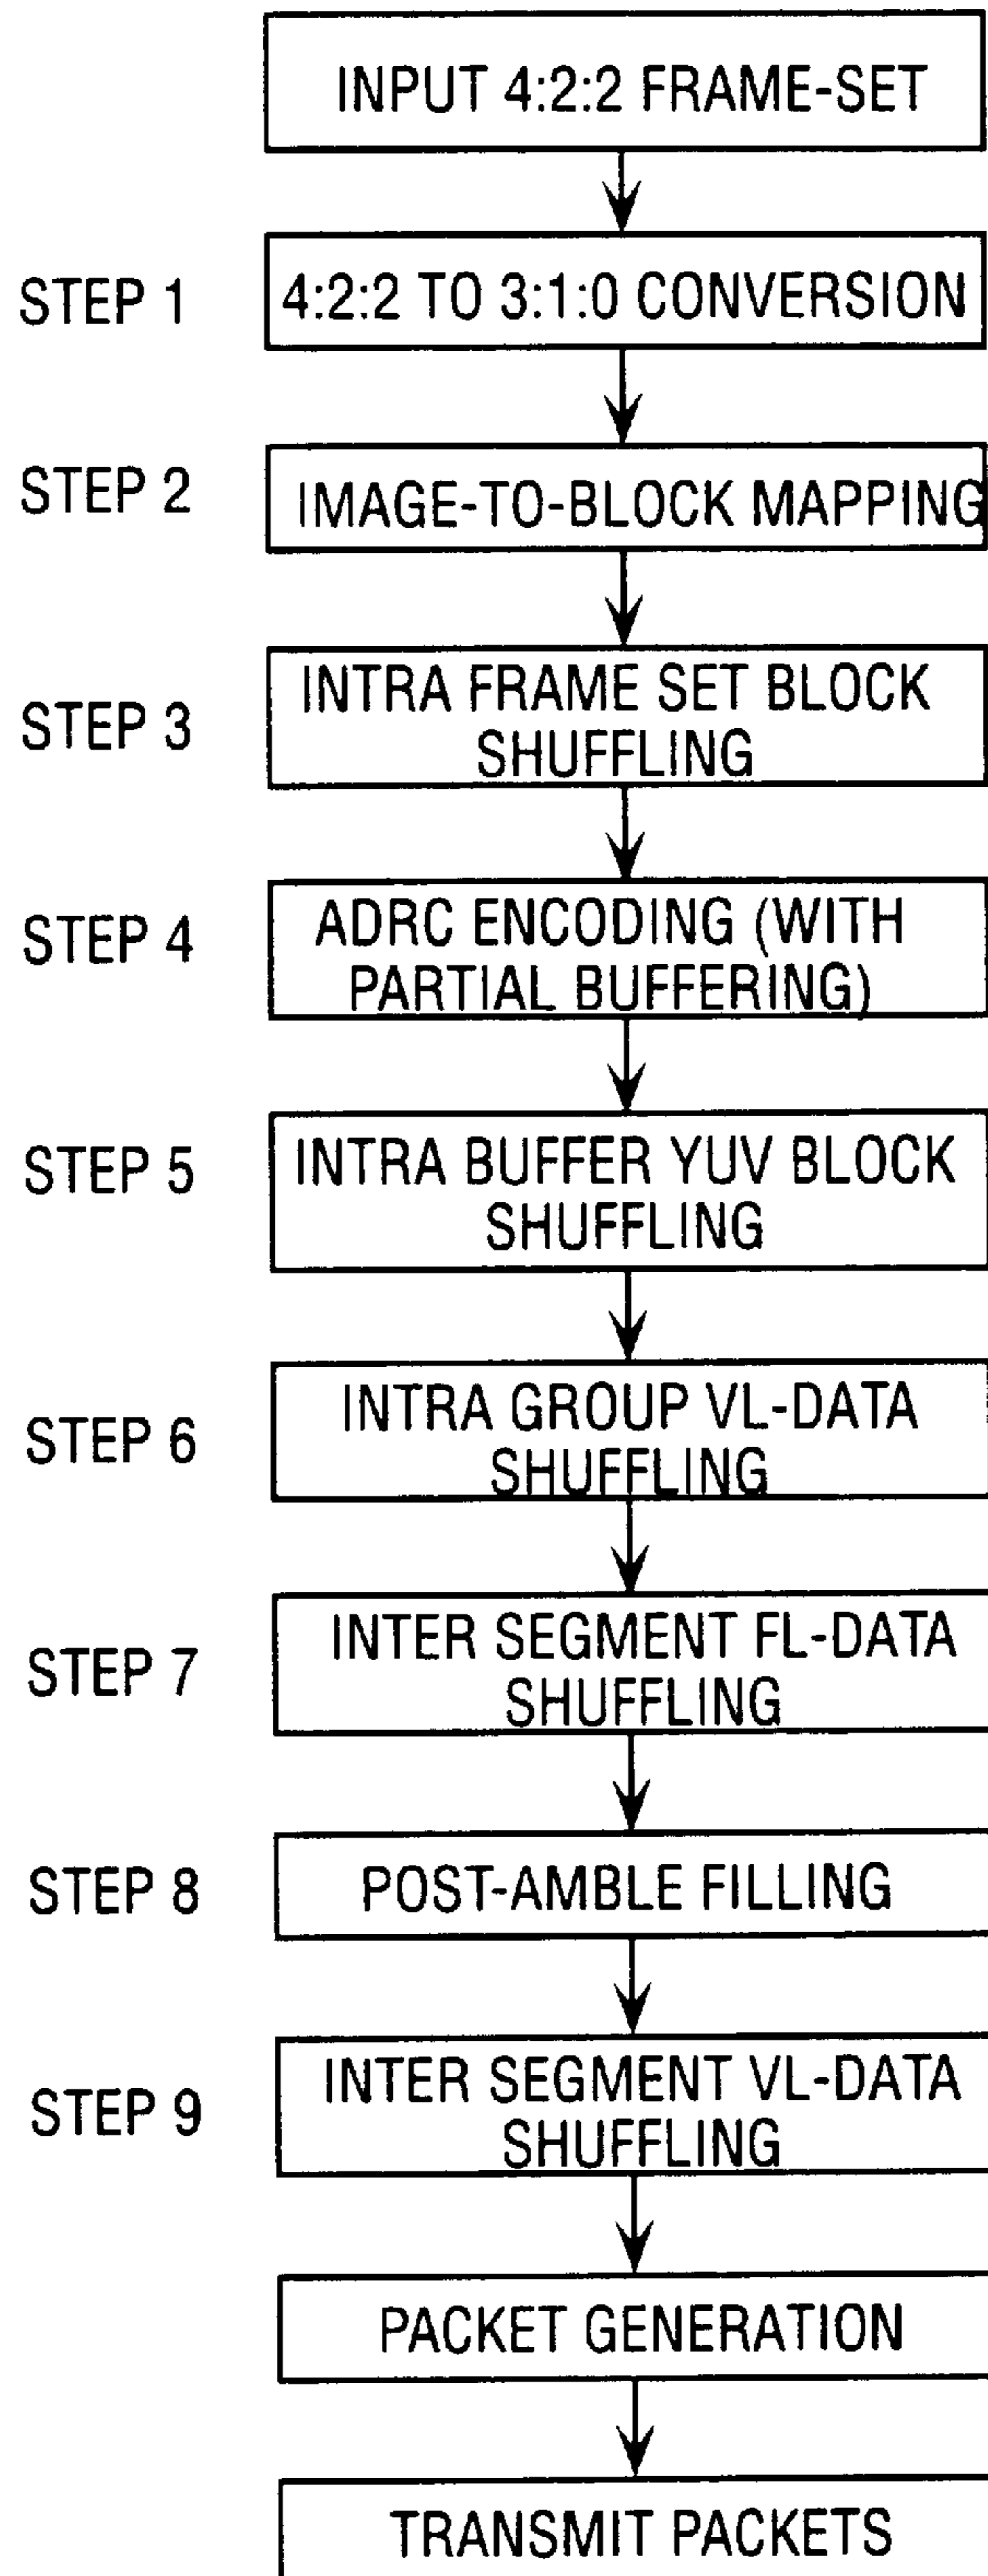 INPUT 4:2:2 FRAME-SET
STEP 1
4:2:2 TO 3:1:0 CONVERSION
STEP 2
IMAGE-TO-BLOCK MAPPING
STEP 3
INTRA FRAME SET BLOCK
SHUFFLING
STEP 4
ADRC ENCODING (WITH
PARTIAL BUFFERING)
STEP 5
INTRA BUFFER YUV BLOCK
SHUFFLING
STEP 6
INTRA GROUP VL-DATA
SHUFFLING
STEP 7
INTER SEGMENT FL-DATA
SHUFFLING
STEP 8
POST-AMBLE FILLING
STEP 9
INTER SEGMENT VL-DATA
SHUFFLING
PACKET GENERATION
TRANSMIT PACKETS